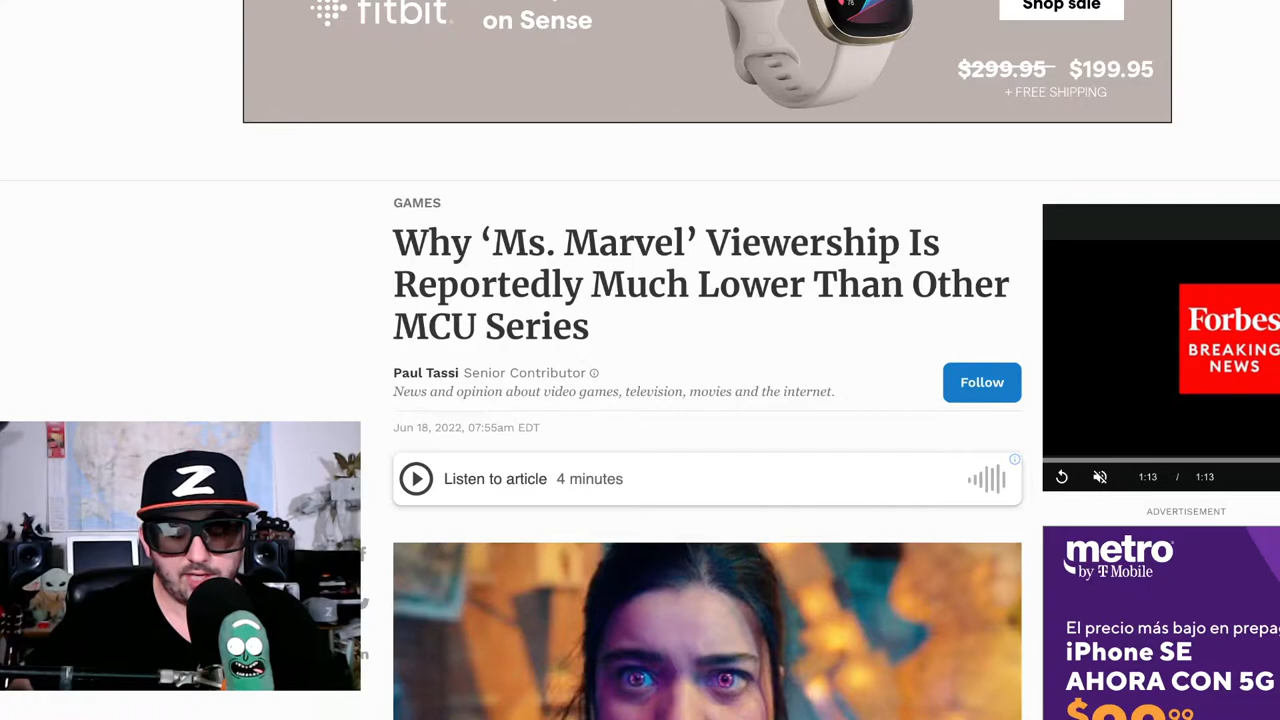 fitbit
on Sense
Shop sale
$299.95 $199.95
+ FREE SHIPPING
GAMES
Why ‘Ms. Marvel’ Viewership Is
Reportedly Much Lower Than Other
MCU Series
Paul Tassi Senior Contributor
News and opinion about video games, television, movies and the internet.
Follow
Jun 18, 2022, 07:55am EDT
Listen to article 4 minutes
Forbes
BREAKING
NEWS
1:13 / 1:13
ADVERTISEMENT
metro
by T Mobile
El precio más bajo en prepa
iPhone SE
AHORA CON 5G
$99.99
Z